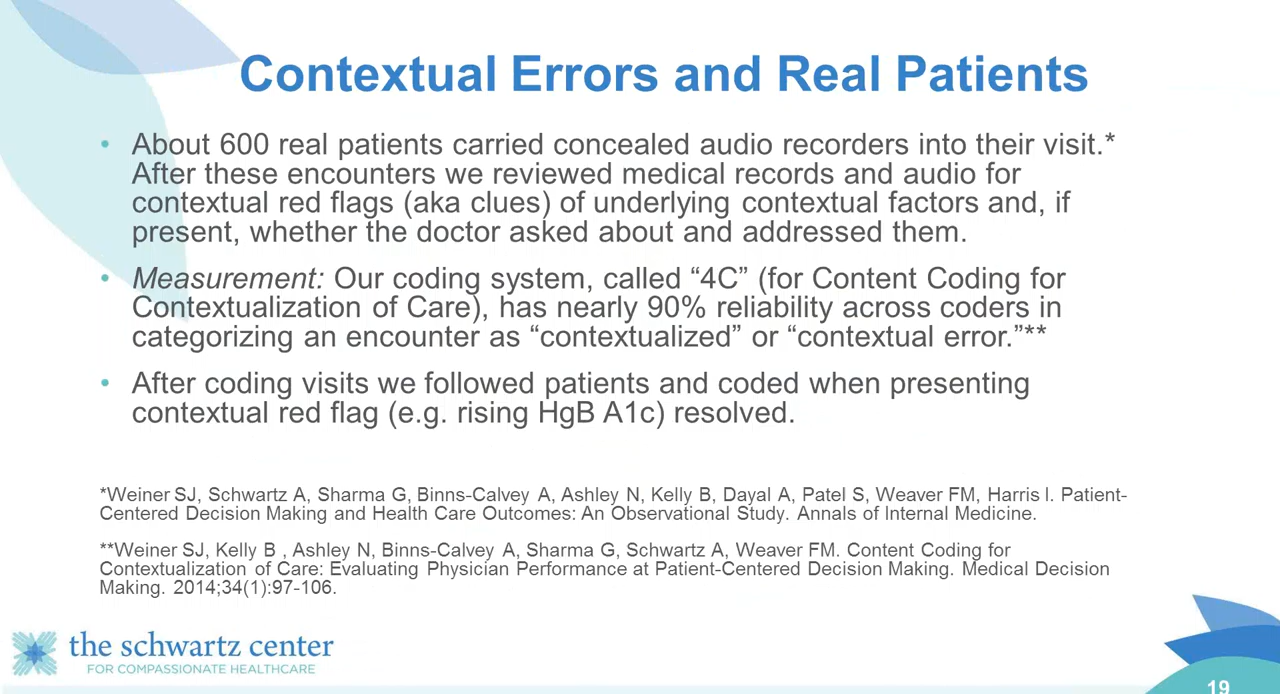 Contextual Errors and Real Patients
• About 600 real patients carried concealed audio recorders into their visit.*
After these encounters we reviewed medical records and audio for
contextual red flags (aka clues) of underlying contextual factors and, if
present, whether the doctor asked about and addressed them.
• Measurement: Our coding system, called “4C” (for Content Coding for
Contextualization of Care), has nearly 90% reliability across coders in
categorizing an encounter as “contextualized” or “contextual error.”**
• After coding visits we followed patients and coded when presenting
contextual red flag (e.g. rising HgB A1c) resolved.
*Weiner SJ, Schwartz A, Sharma G, Binns-Calvey A, Ashley N, Kelly B, Dayal A, Patel S, Weaver FM, Harris I. Patient-
Centered Decision Making and Health Care Outcomes: An Observational Study. Annals of Internal Medicine.
**Weiner SJ, Kelly B , Ashley N, Binns-Calvey A, Sharma G, Schwartz A, Weaver FM. Content Coding for
Contextualization of Care: Evaluating Physician Performance at Patient-Centered Decision Making. Medical Decision
Making. 2014;34(1):97-106.
the schwartz center
FOR COMPASSIONATE HEALTHCARE
19